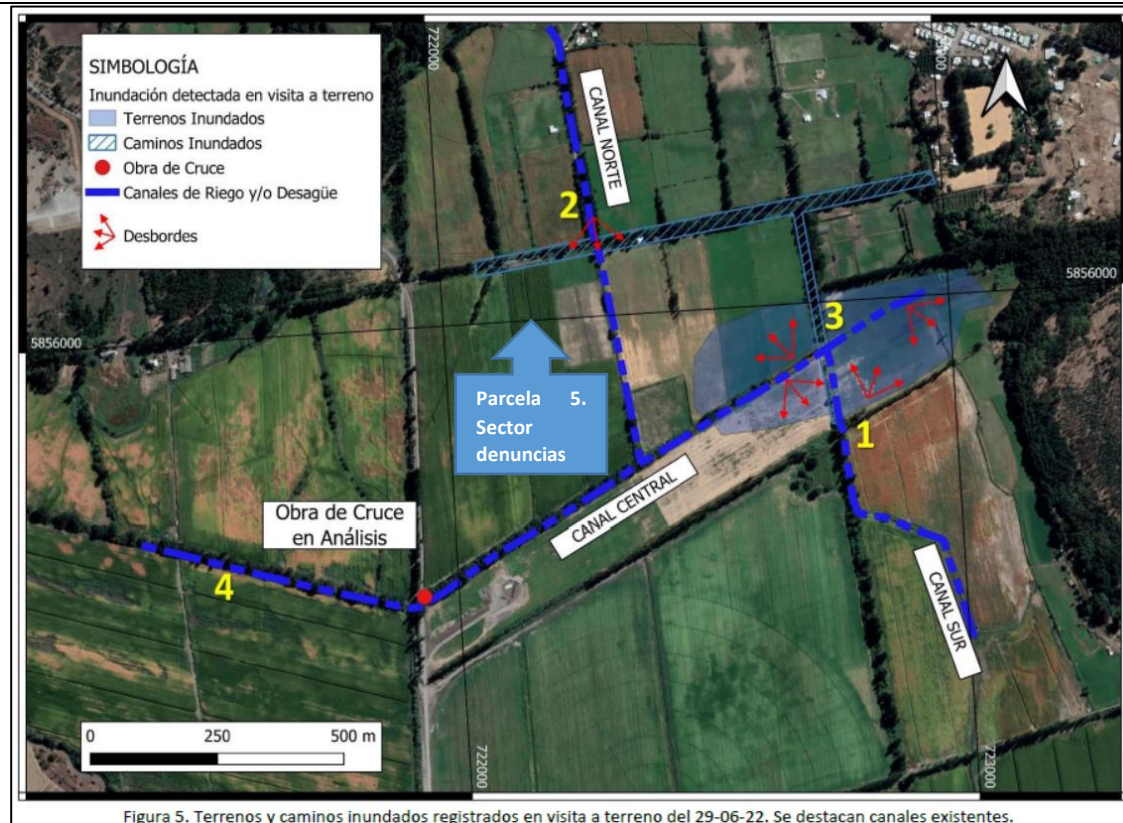 SIMBOLOGÍA
Inundación detectada en visita a terreno
Terrenos Inundados
Caminos Inundados
Obra de Cruce
Canales de Riego y/o Desagüe
Desbordes
722000
CANAL NORTE
2
5856000
5856000
3
Parcela 5.
Sector
denuncias
1
CANAL CENTRAL
Obra de Cruce
en Análisis
4
CANAL SUR
0 250 500 m
722000
723000
Figura 5. Terrenos y caminos inundados registrados en visita a terreno del 29-06-22. Se destacan canales existentes.